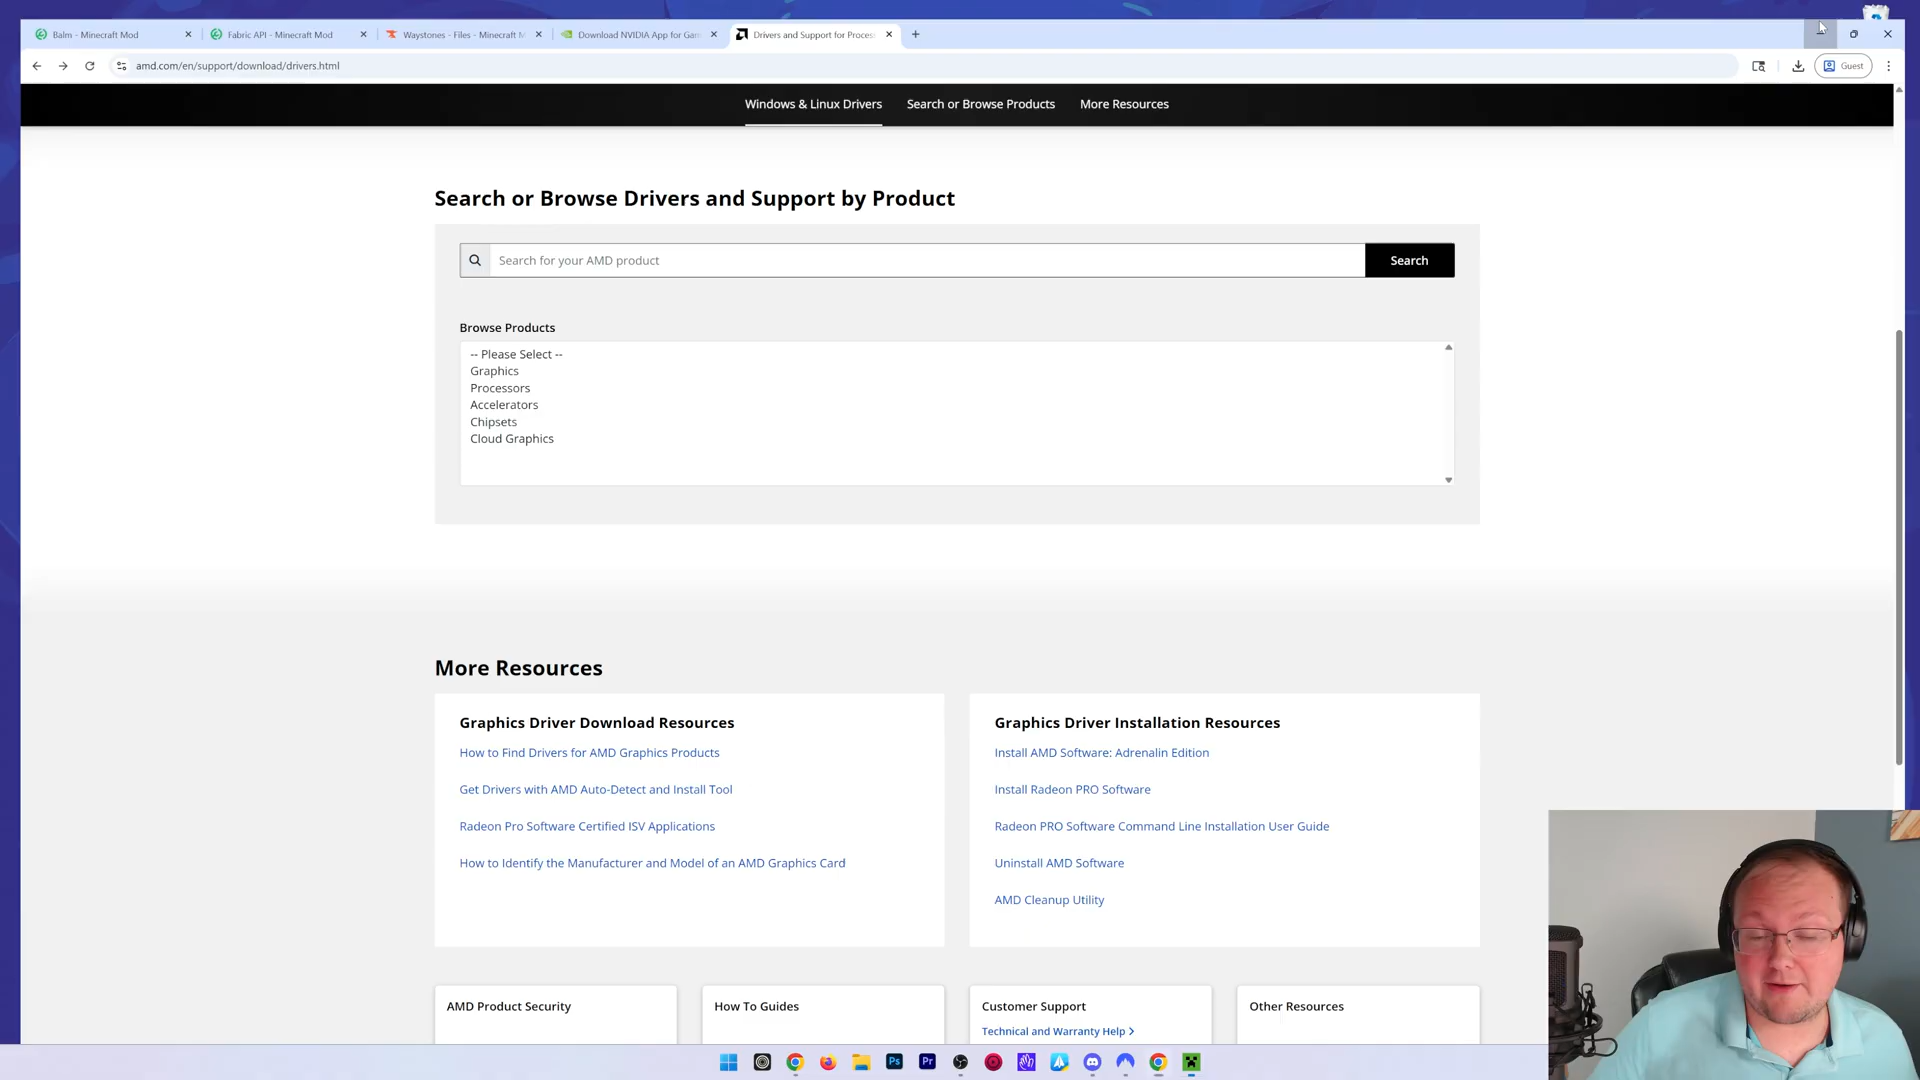 Balm - Minecraft Mod
Fabric API - Minecraft Mod
Waystones - Files - Minecraft M
Download NVIDIA App for Gam
Drivers and Support for Proces
amd.com/en/support/download/drivers.html
Guest
Windows & Linux Drivers
Search or Browse Products
More Resources
Search or Browse Drivers and Support by Product
Search for your AMD product
Search
Browse Products
-- Please Select --
Graphics
Processors
Accelerators
Chipsets
Cloud Graphics
More Resources
Graphics Driver Download Resources
How to Find Drivers for AMD Graphics Products
Get Drivers with AMD Auto-Detect and Install Tool
Radeon Pro Software Certified ISV Applications
How to Identify the Manufacturer and Model of an AMD Graphics Card
Graphics Driver Installation Resources
Install AMD Software: Adrenalin Edition
Install Radeon PRO Software
Radeon PRO Software Command Line Installation User Guide
Uninstall AMD Software
AMD Cleanup Utility
AMD Product Security
How To Guides
Customer Support
Technical and Warranty Help
Other Resources
Ps
Pr